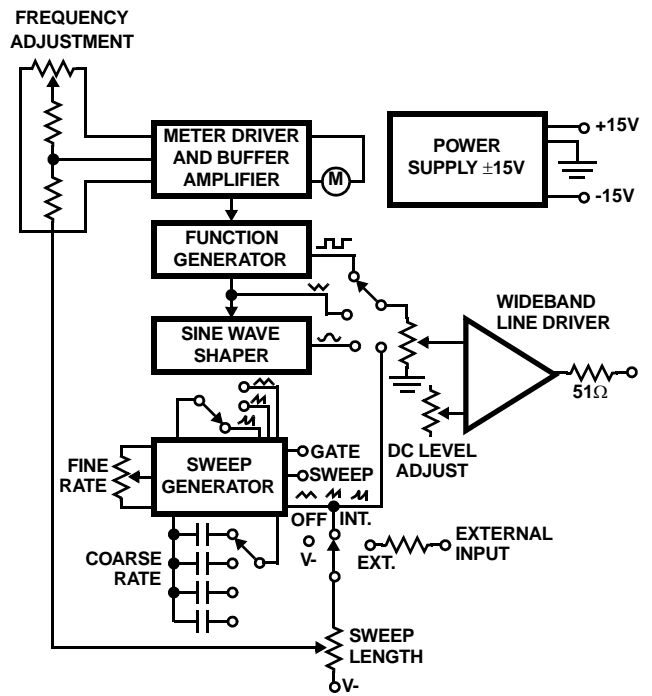 FREQUENCY
ADJUSTMENT
METER DRIVER
AND BUFFER
AMPLIFIER
M
POWER
SUPPLY ±15V
+15V
-15V
FUNCTION
GENERATOR
SINE WAVE
SHAPER
WIDEBAND
LINE DRIVER
51Ω
DC LEVEL
ADJUST
FINE
RATE
SWEEP
GENERATOR
GATE
SWEEP
OFF
INT.
V-
EXT.
EXTERNAL
INPUT
COARSE
RATE
SWEEP
LENGTH
V-